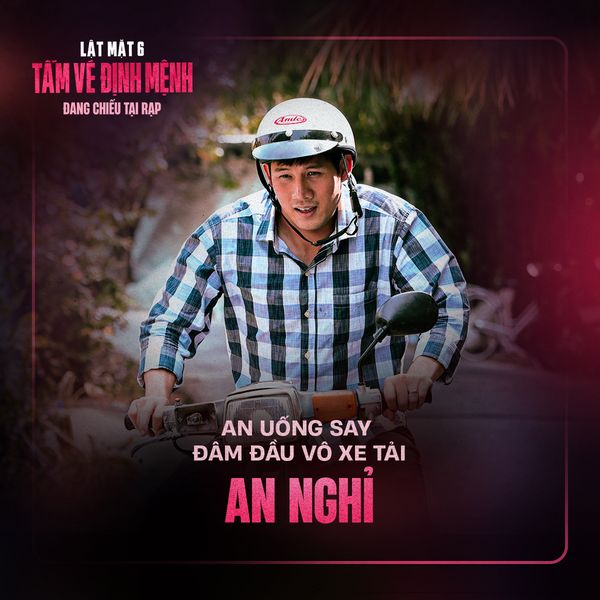 LẬT MẶT 6
TẤM VÉ ĐỊNH MỆNH
ĐANG CHIẾU TẠI RẠP
Andes
AN UỐNG SAY
ĐÂM ĐẦU VÔ XE TẢI
AN NGHỈ